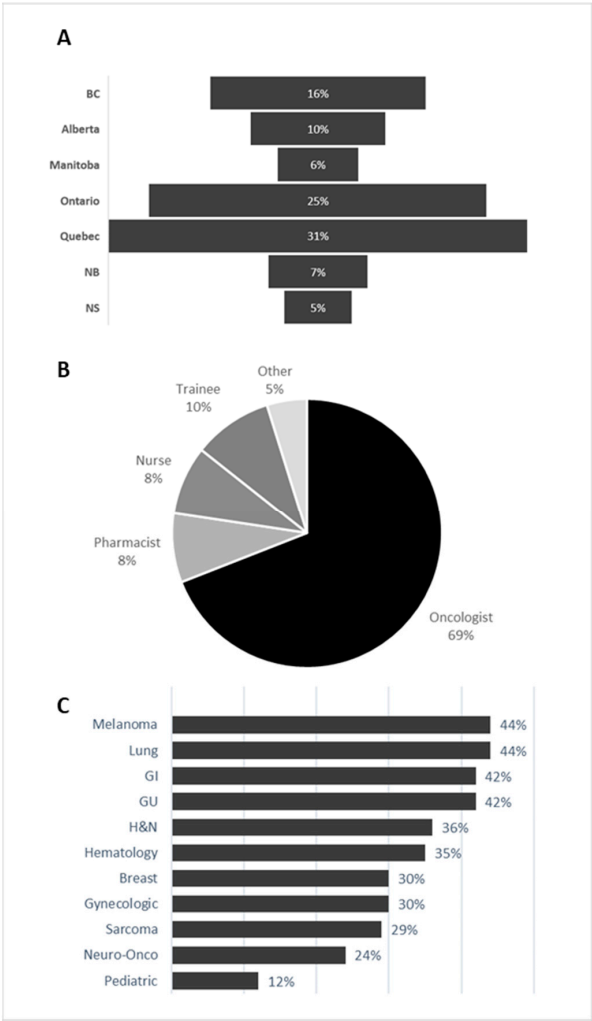 A
BC 16%
Alberta 10%
Manitoba 6%
Ontario 25%
Quebec 31%
NB 7%
NS 5%
B
Other
5%
Trainee
10%
Nurse
8%
Pharmacist
8%
Oncologist
69%
C
Melanoma 44%
Lung 44%
GI 42%
GU 42%
H&N 36%
Hematology 35%
Breast 30%
Gynecologic 30%
Sarcoma 29%
Neuro-Onco 24%
Pediatric 12%